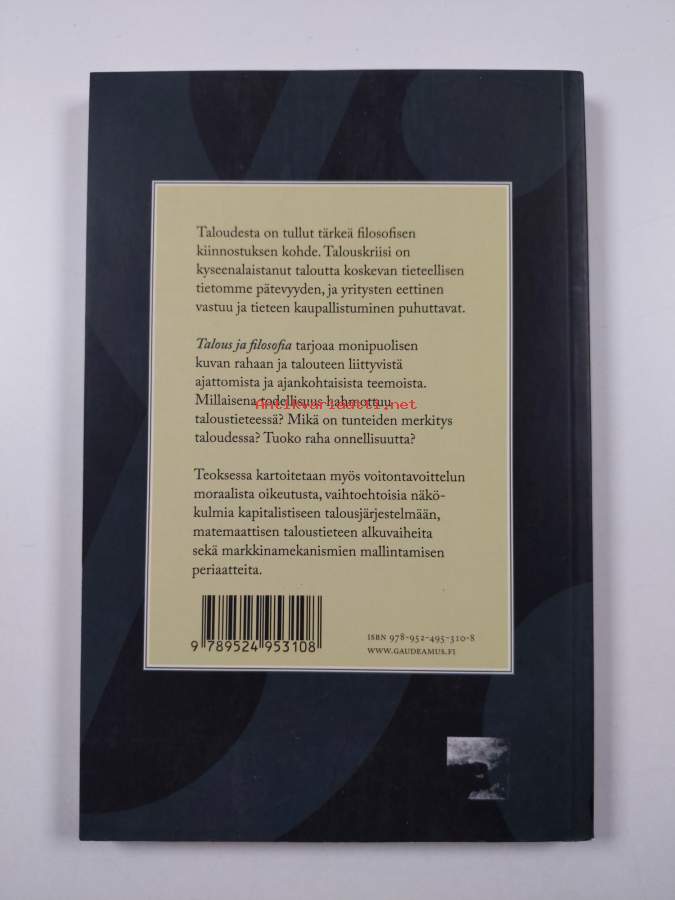 Taloudesta on tullut tärkeä filosofisen
kiinnostuksen kohde. Talouskriisi on
kyseenalaistanut taloutta koskevan tieteellisen
tietomme pätevyyden, ja yritysten eettinen
vastuu ja tieteen kaupallistuminen puhuttavat.
Talous ja filosofia tarjoaa monipuolisen
kuvan rahaan ja talouteen liittyvistä
ajattomista ja ajankohtaisista teemoista.
Millaisena todellisuus hahmottuu
Antikvariaatti.net
taloustieteessä? Mikä on tunteiden merkitys
taloudessa? Tuoko raha onnellisuutta?
Teoksessa kartoitetaan myös voitontavoittelun
moraalista oikeutusta, vaihtoehtoisia näkö-
kulmia kapitalistiseen talousjärjestelmään,
matemaattisen taloustieteen alkuvaiheita
sekä markkinamekanismien mallintamisen
periaatteita.
ISBN 978-952-495-310-8
WWW.GAUDEAMUS.FI
9 789524 953108